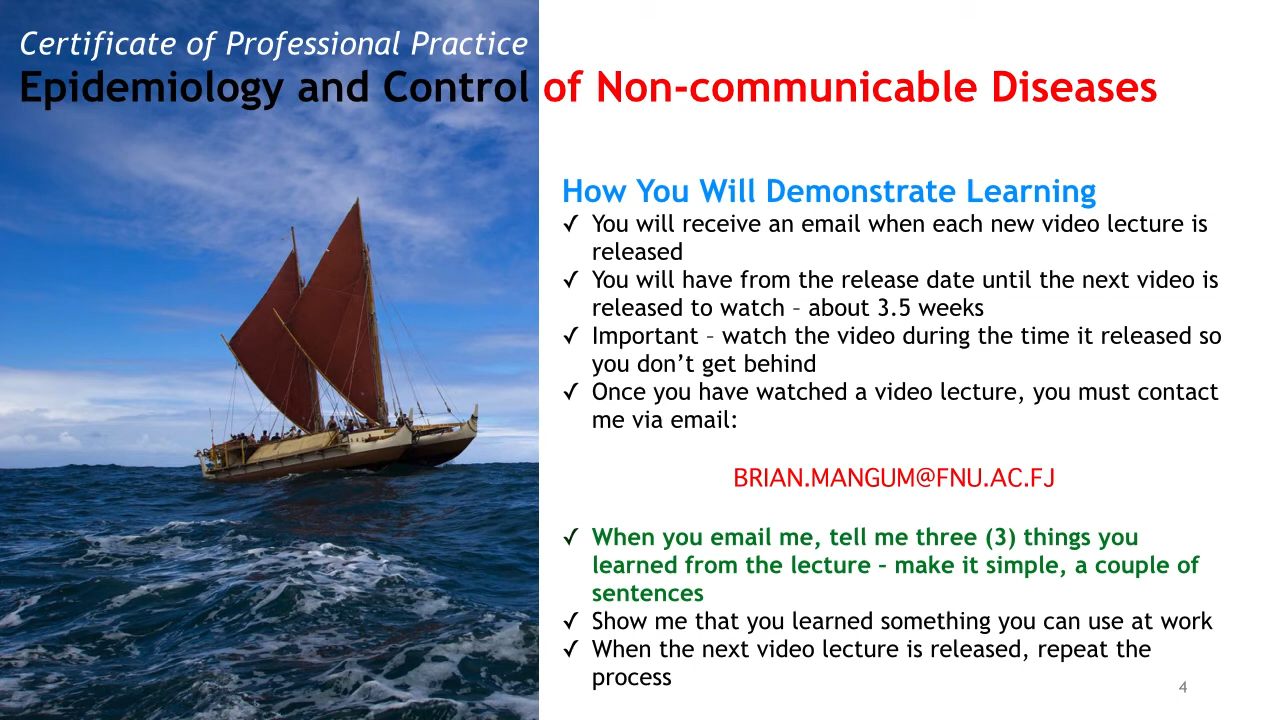 Certificate of Professional Practice
Epidemiology and Control of Non-communicable Diseases
How You Will Demonstrate Learning
✓ You will receive an email when each new video lecture is
released
✓ You will have from the release date until the next video is
released to watch – about 3.5 weeks
✓ Important – watch the video during the time it released so
you don’t get behind
✓ Once you have watched a video lecture, you must contact
me via email:
BRIAN.MANGUM@FNU.AC.FJ
✓ When you email me, tell me three (3) things you
learned from the lecture – make it simple, a couple of
sentences
✓ Show me that you learned something you can use at work
✓ When the next video lecture is released, repeat the
process
4